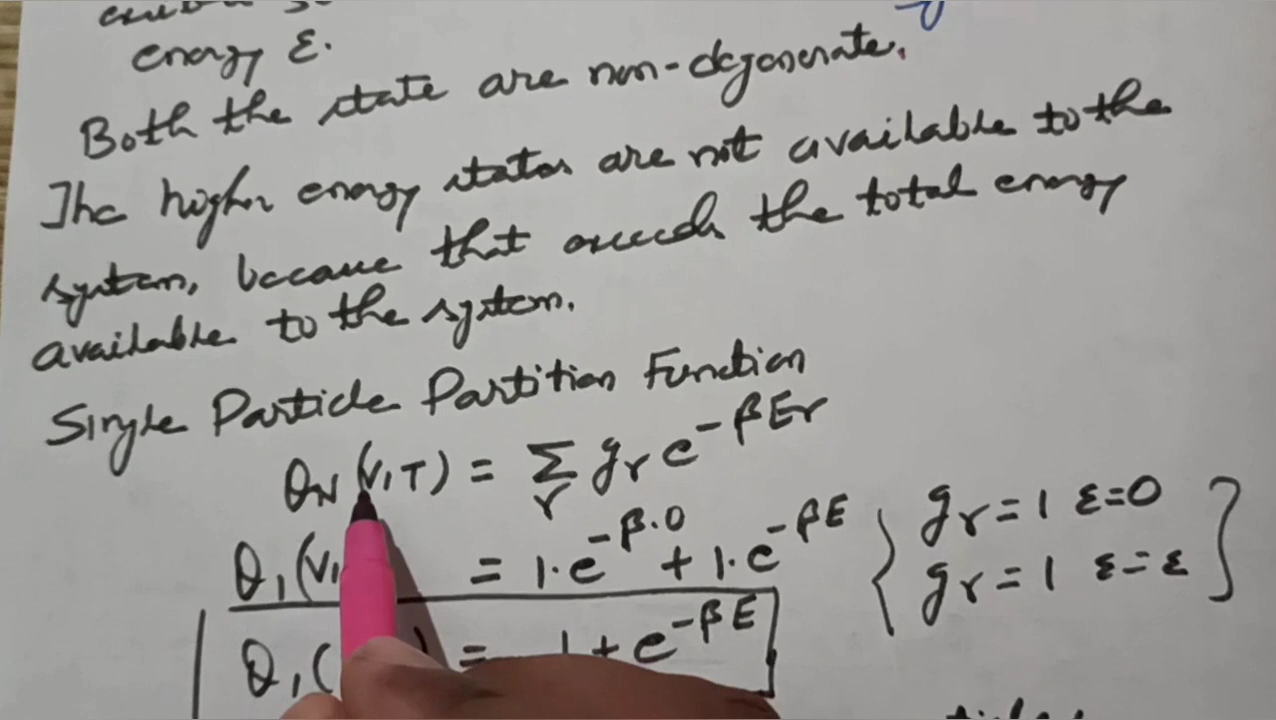 energy ε.
Both the state are non-degenerate.
The higher energy states are not available to the
system, because that exceeds the total energy
available to the system.
Single Particle Partition Function
Q_N (V, T) = Σ_r g_r e^{-βEr}
Q_1 (V, = 1·e^{-β·0} + 1·e^{-βE} { g_r = 1 ε=0
g_r = 1 ε=ε }
Q_1 ( ) = 1 + e^{-βE}